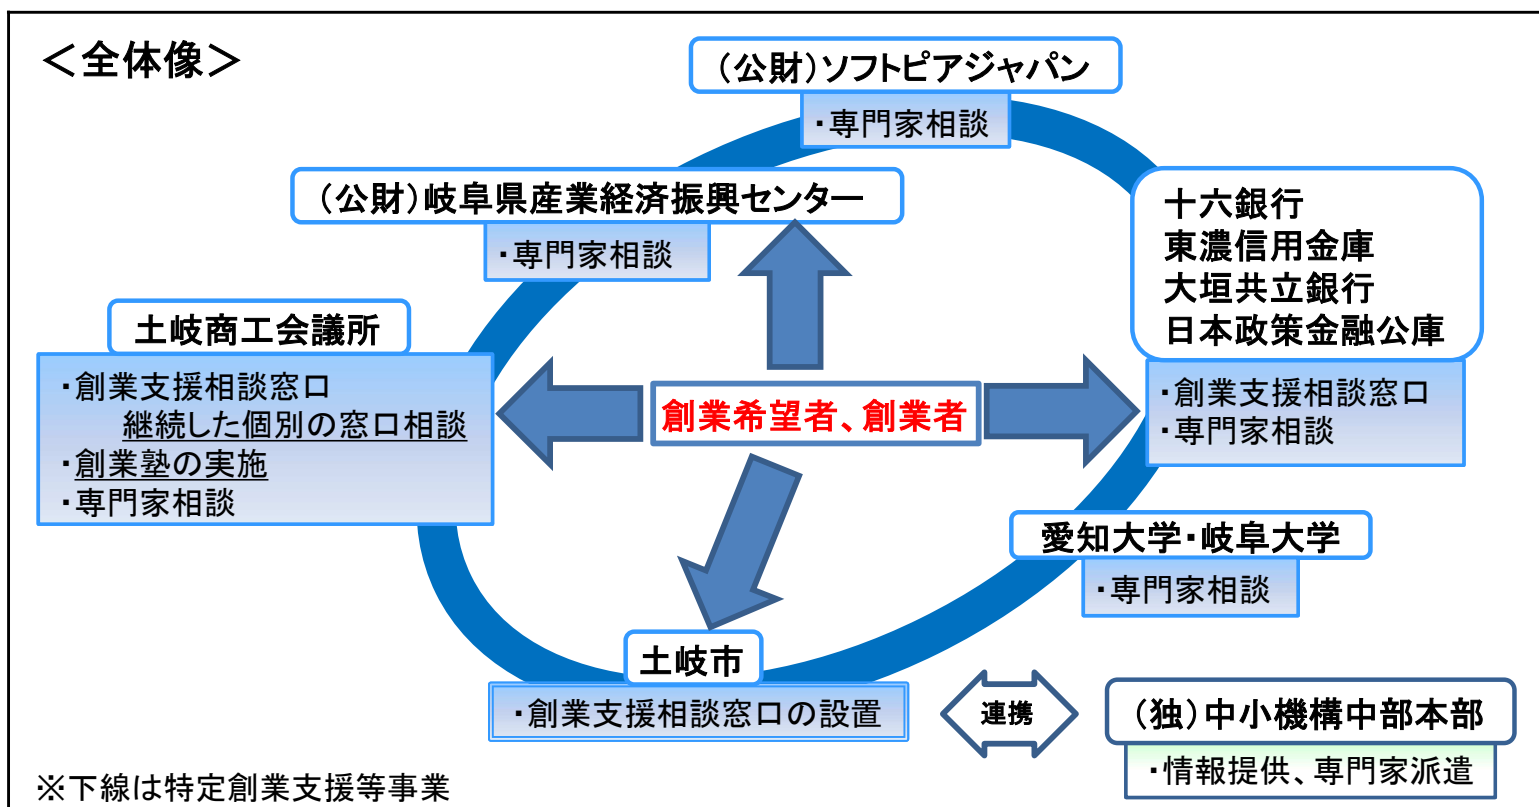 ＜全体像＞
（公財）ソフトピアジャパン
・専門家相談
（公財）岐阜県産業経済振興センター
・専門家相談
十六銀行
東濃信用金庫
大垣共立銀行
日本政策金融公庫
・創業支援相談窓口
・専門家相談
土岐商工会議所
・創業支援相談窓口
継続した個別の窓口相談
・創業塾の実施
・専門家相談
創業希望者、創業者
愛知大学・岐阜大学
・専門家相談
土岐市
・創業支援相談窓口の設置
連携
（独）中小機構中部本部
・情報提供、専門家派遣
※下線は特定創業支援等事業